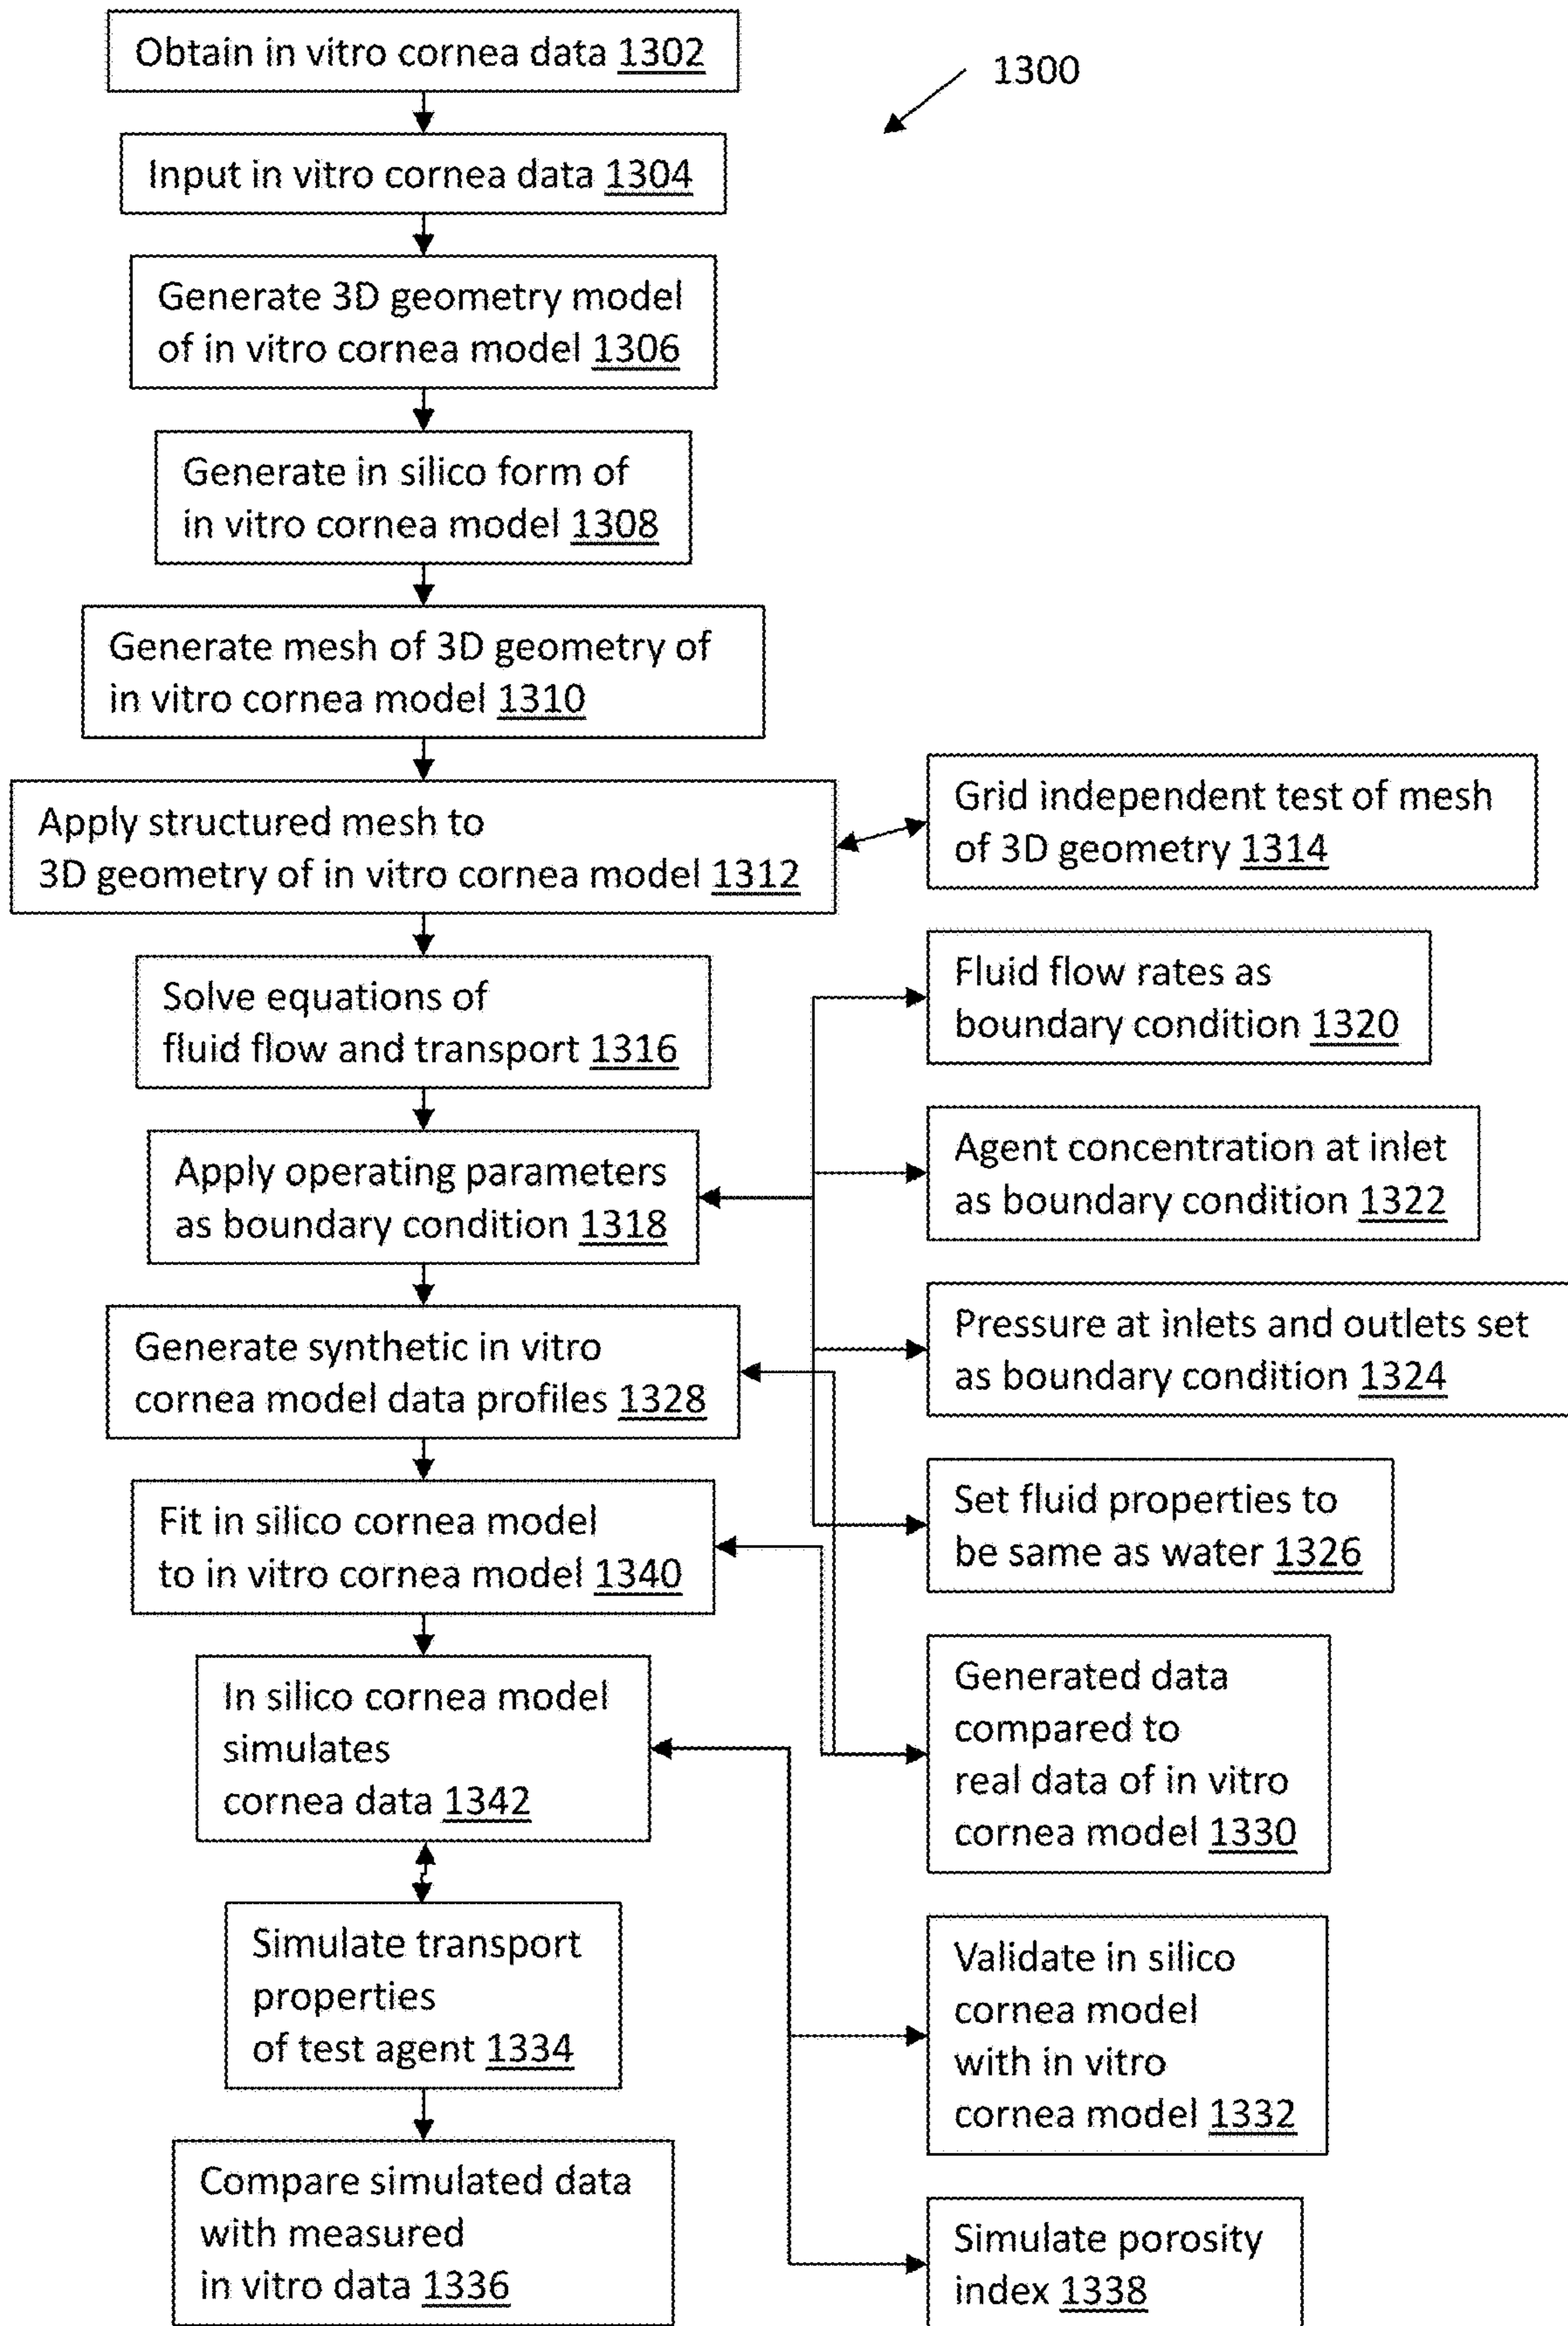 Obtain in vitro cornea data 1302
1300
Input in vitro cornea data 1304
Generate 3D geometry model
of in vitro cornea model 1306
Generate in silico form of
in vitro cornea model 1308
Generate mesh of 3D geometry of
in vitro cornea model 1310
Apply structured mesh to
3D geometry of in vitro cornea model 1312
Grid independent test of mesh
of 3D geometry 1314
Solve equations of
fluid flow and transport 1316
Fluid flow rates as
boundary condition 1320
Apply operating parameters
as boundary condition 1318
Agent concentration at inlet
as boundary condition 1322
Generate synthetic in vitro
cornea model data profiles 1328
Pressure at inlets and outlets set
as boundary condition 1324
Fit in silico cornea model
to in vitro cornea model 1340
Set fluid properties to
be same as water 1326
In silico cornea model
simulates
cornea data 1342
Generated data
compared to
real data of in vitro
cornea model 1330
Simulate transport
properties
of test agent 1334
Validate in silico
cornea model
with in vitro
cornea model 1332
Compare simulated data
with measured
in vitro data 1336
Simulate porosity
index 1338